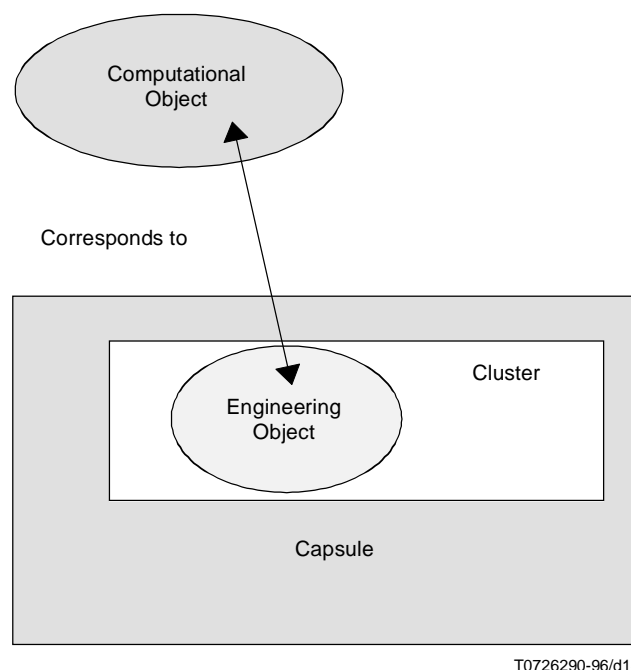 Computational
Object
Corresponds to
Cluster
Engineering
Object
Capsule
T0726290-96/d1